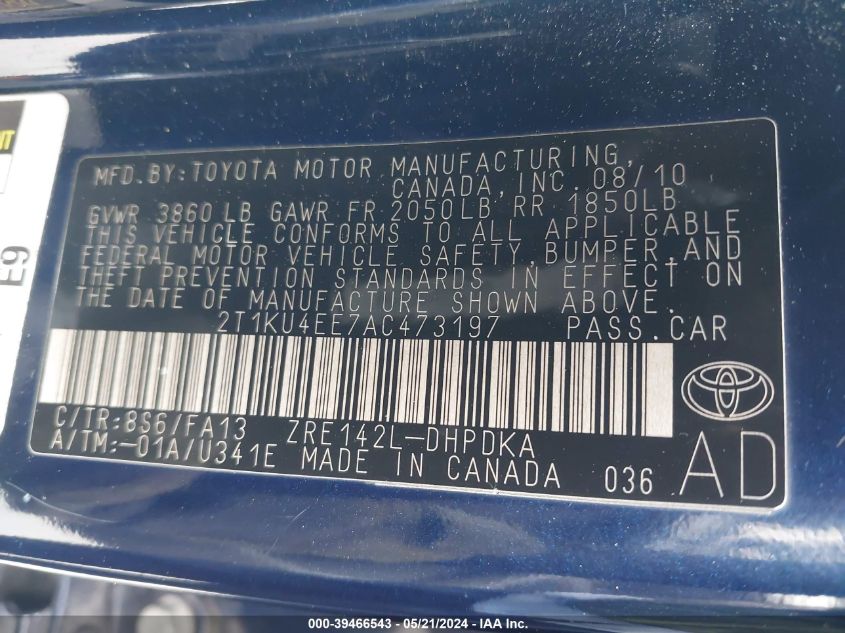 NT
59
MFD.BY:TOYOTA MOTOR MANUFACTURING,
CANADA,INC.08/10
GVWR 3860LB GAWR FR 2050LB RR 1850LB
THIS VEHICLE CONFORMS TO ALL APPLICABLE
FEDERAL MOTOR VEHICLE SAFETY,BUMPER,AND
THEFT PREVENTION STANDARDS IN EFFECT ON
THE DATE OF MANUFACTURE SHOWN ABOVE.
2T1KU4EE7AC473197 PASS.CAR
C/TR:8S6/FA13 ZRE142L-DHPDKA
A/TM:-01A/U341E MADE IN CANADA 036 AD
000-39466543 - 05/21/2024 - IAA Inc.